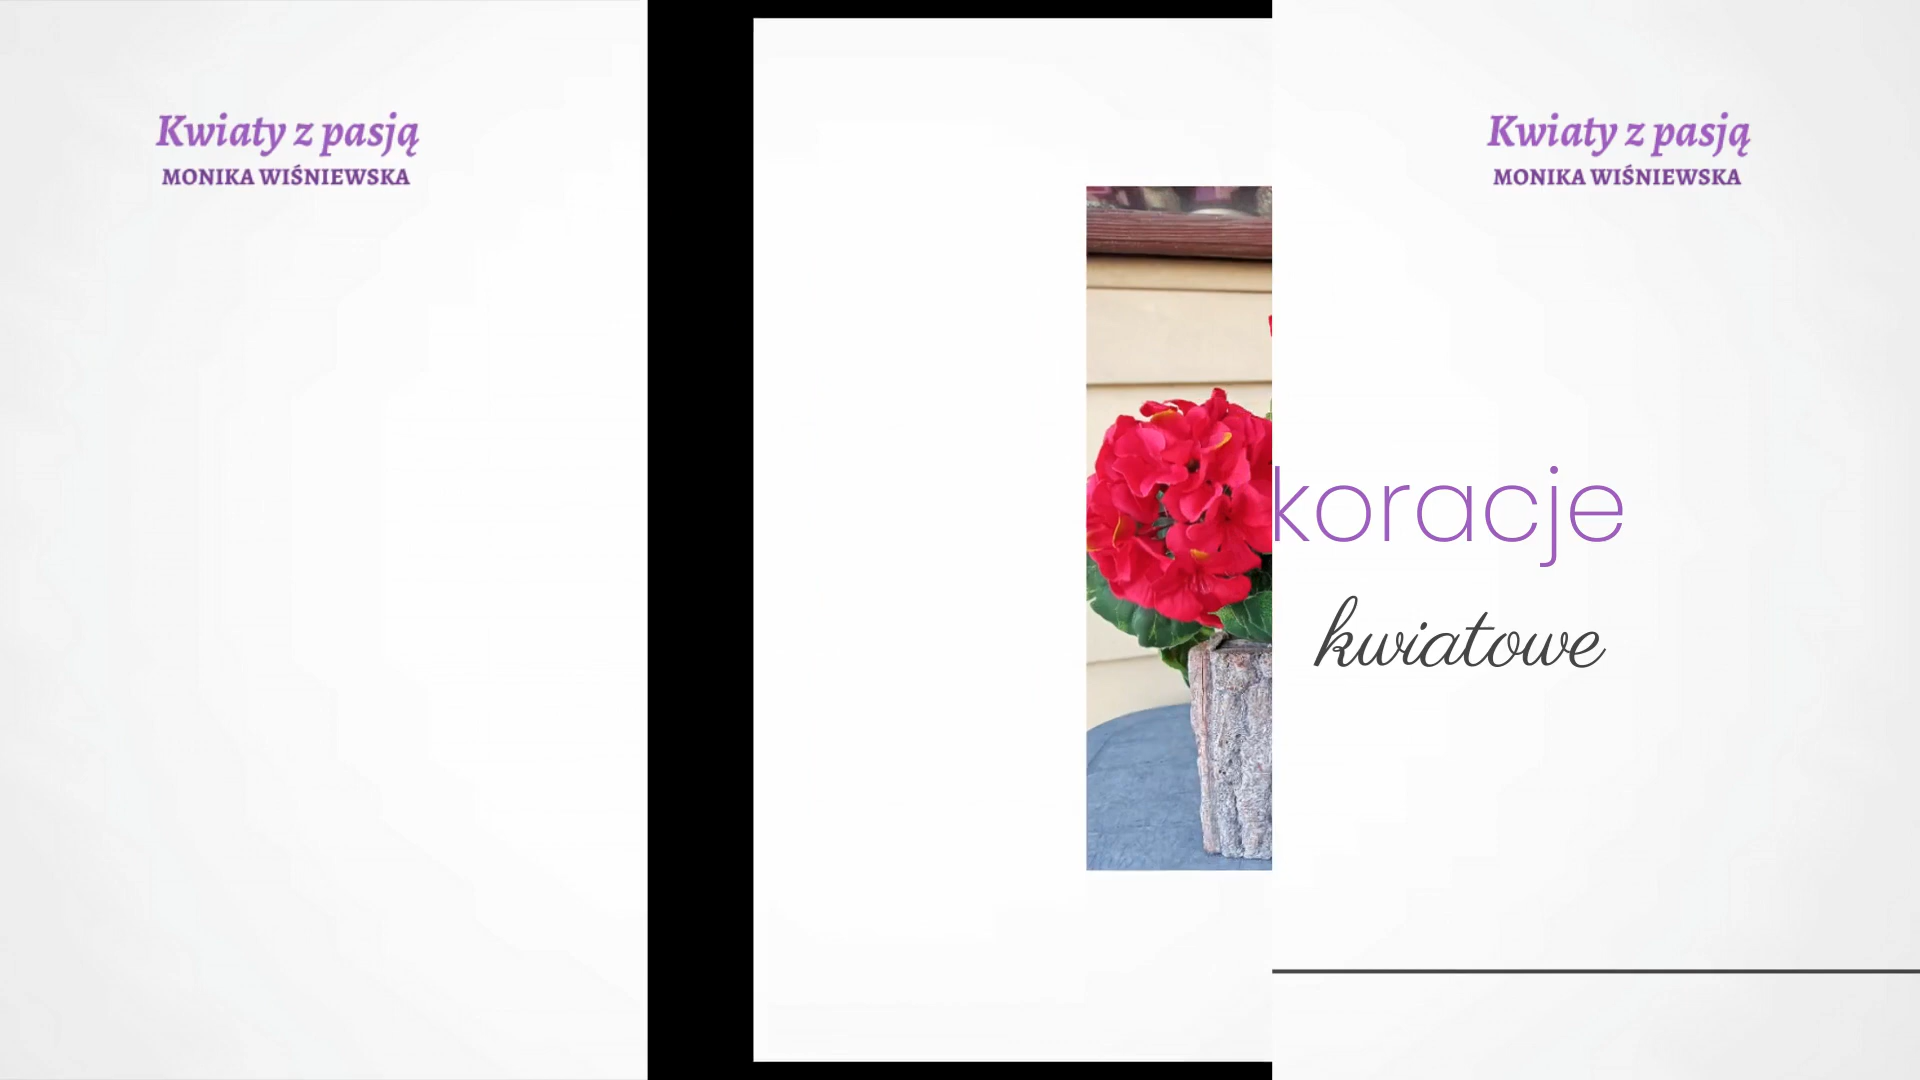 Kwiaty z pasją
MONIKA WIŚNIEWSKA
Kwiaty z pasją
MONIKA WIŚNIEWSKA
koracje
kwiatowe